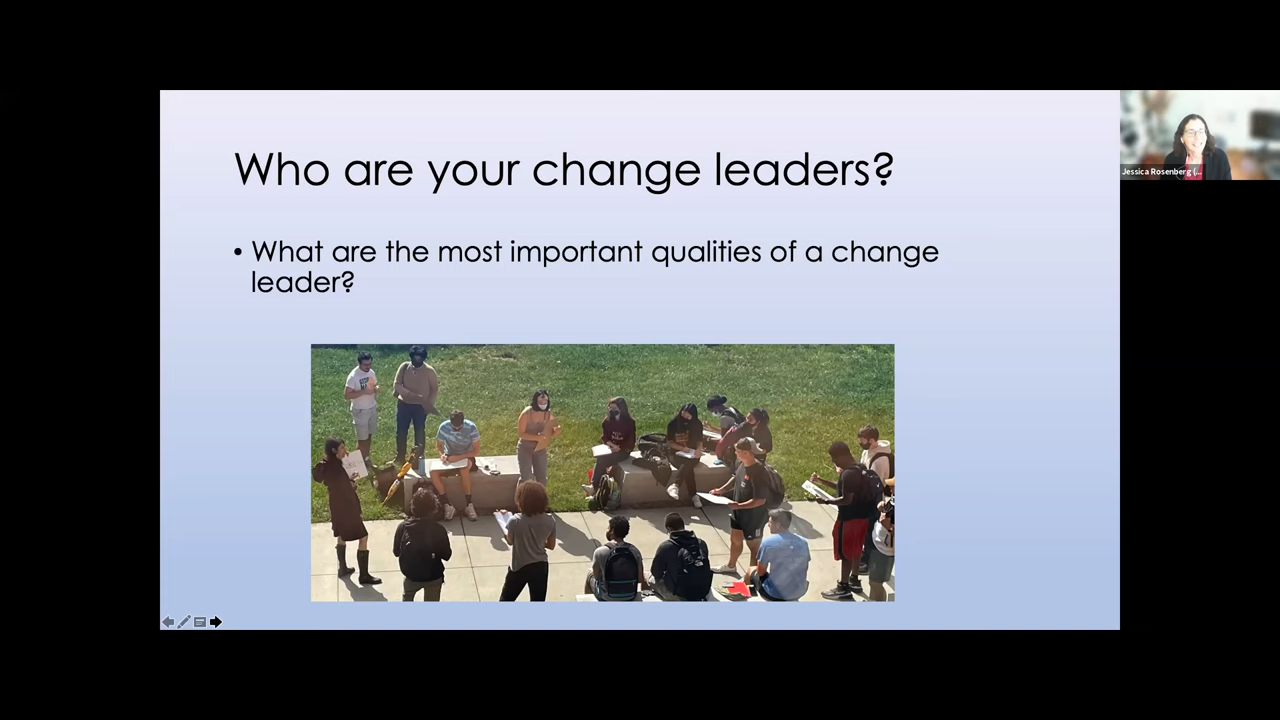 Who are your change leaders?
• What are the most important qualities of a change
leader?
Jessica Rosenberg (...